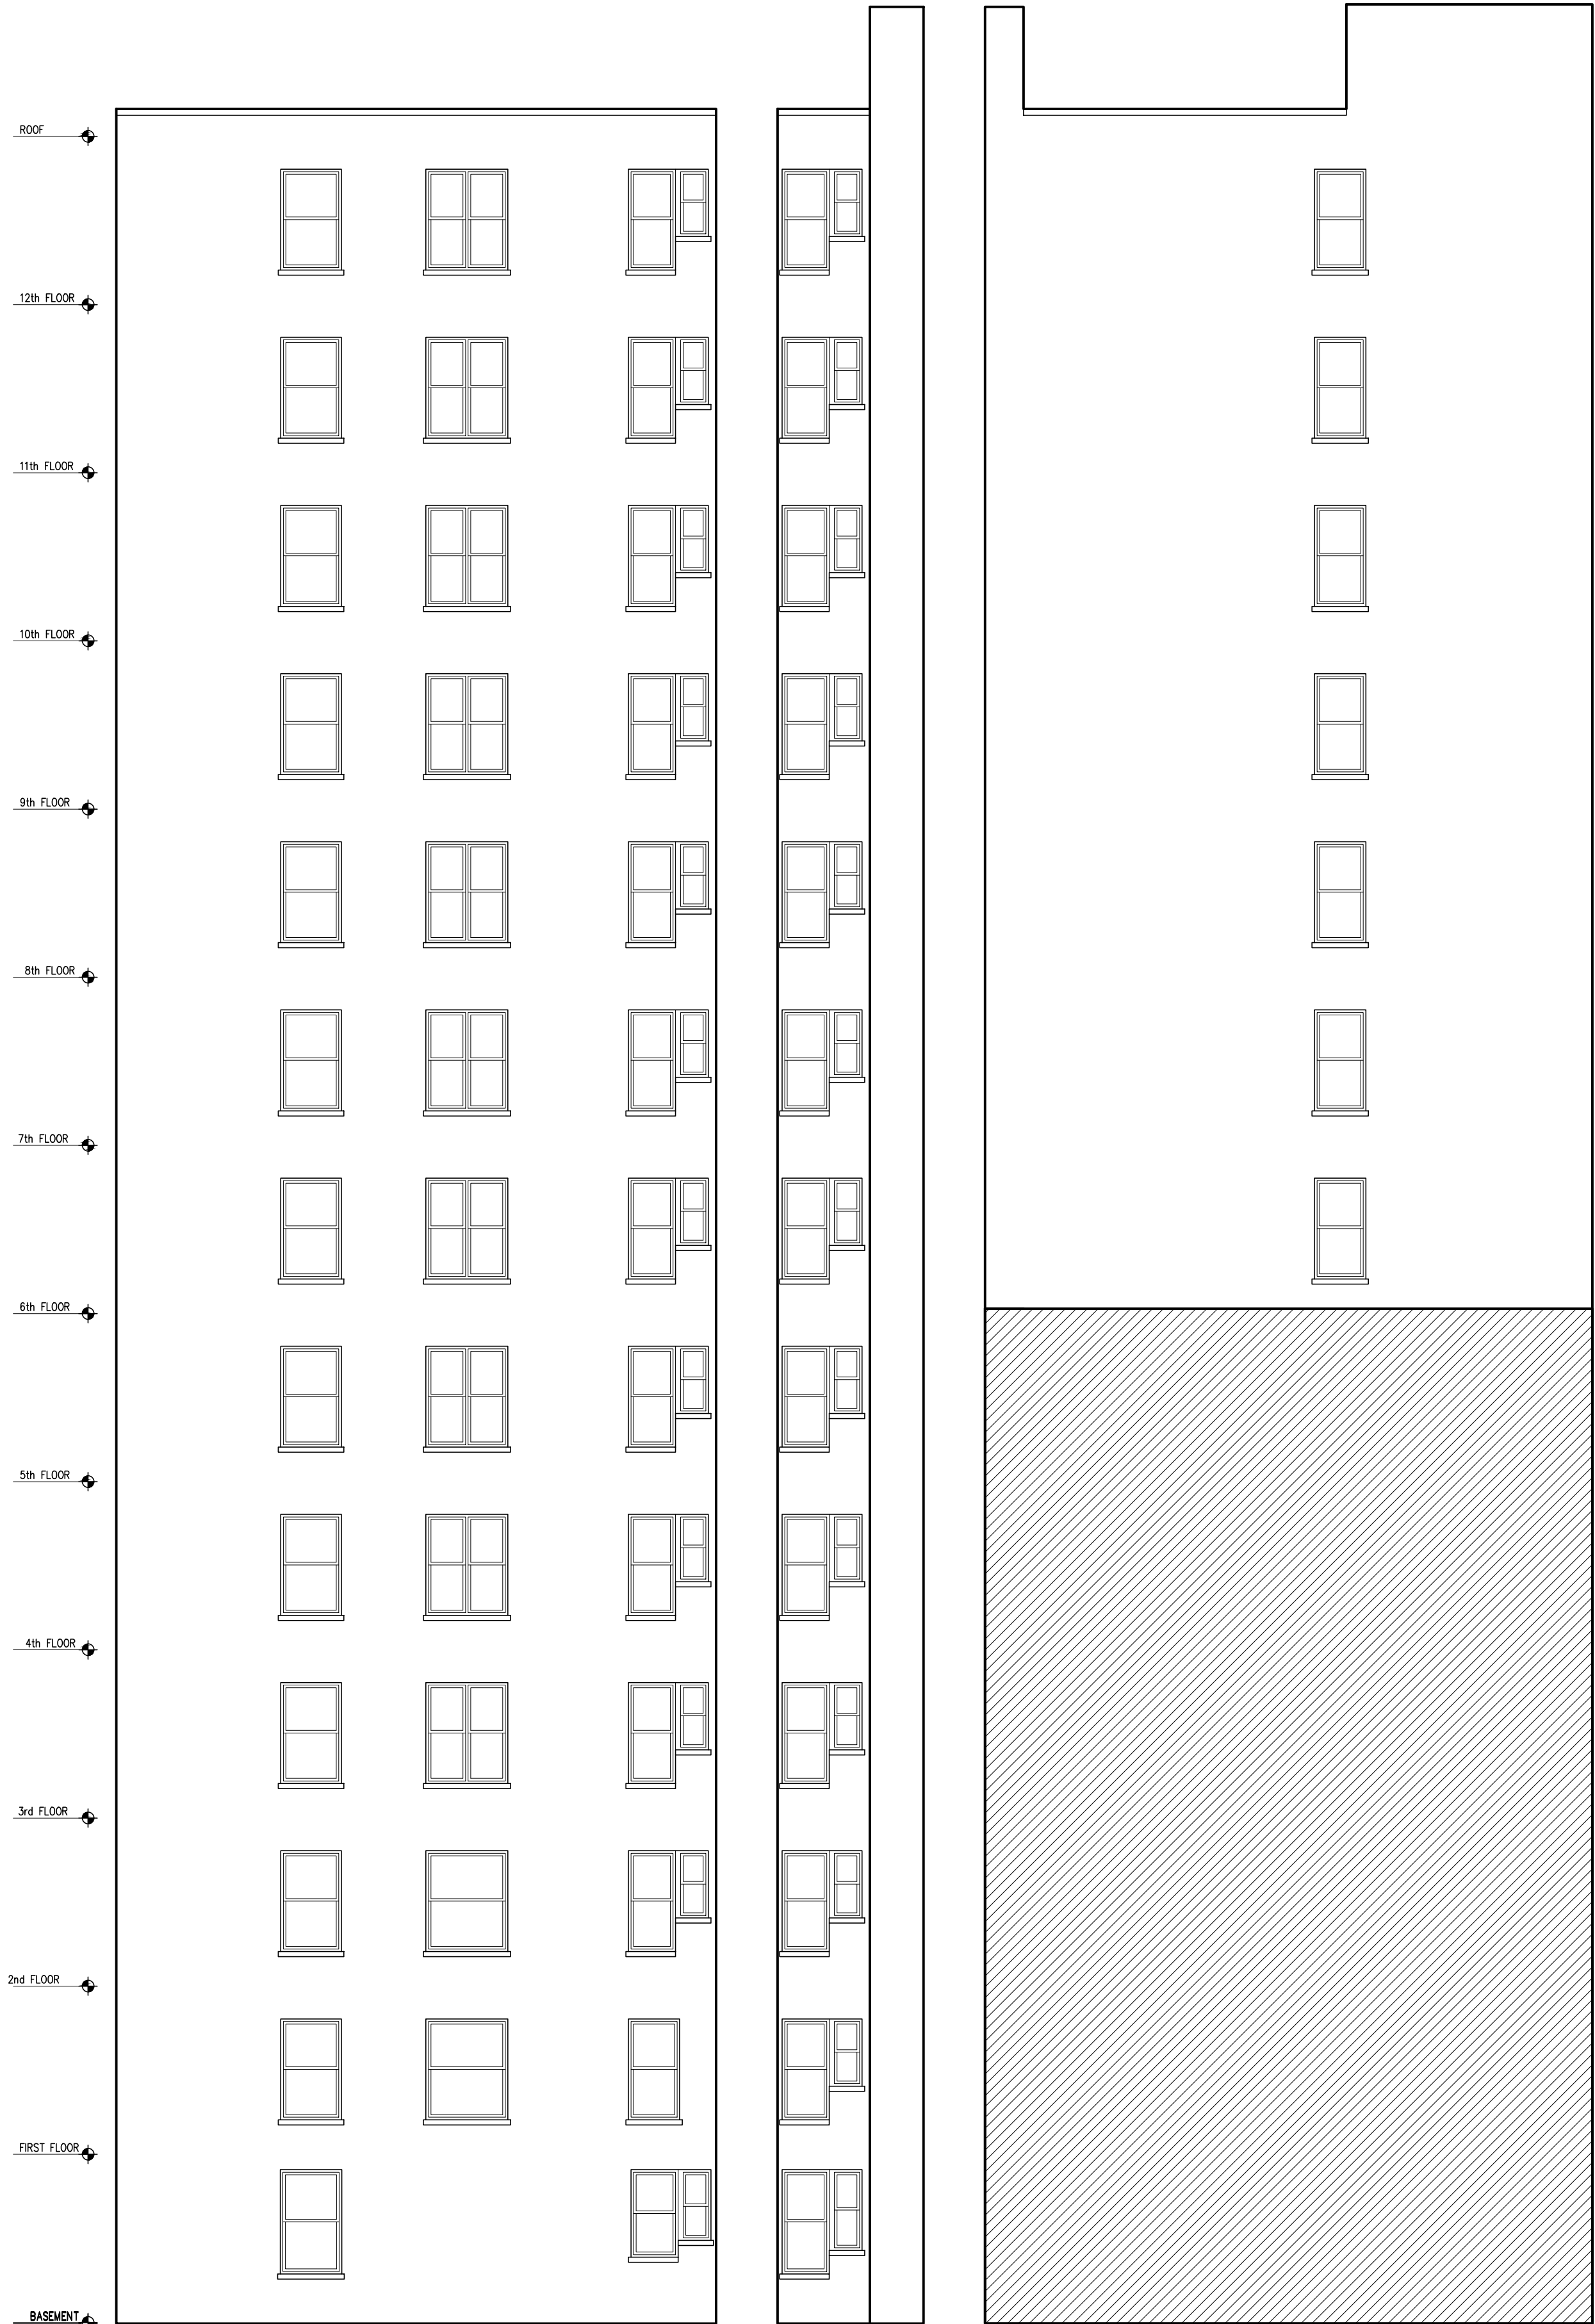 ROOF
12th FLOOR
11th FLOOR
10th FLOOR
9th FLOOR
8th FLOOR
7th FLOOR
6th FLOOR
5th FLOOR
4th FLOOR
3rd FLOOR
2nd FLOOR
FIRST FLOOR
BASEMENT